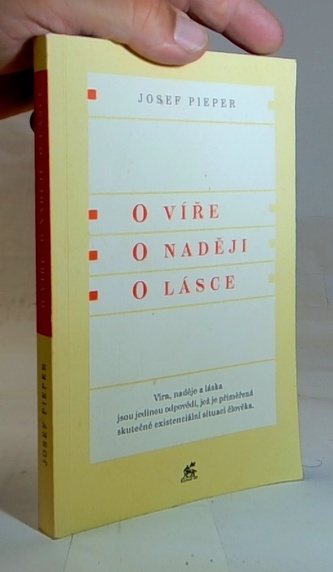 JOSEF PIEPER
O VÍŘE
O NADĚJI
O LÁSCE
Víra, naděje a láska
jsou jedinou odpovědí, jež je přiměřená
skutečné existenciální situaci člověka.
JOSEF PIEPER